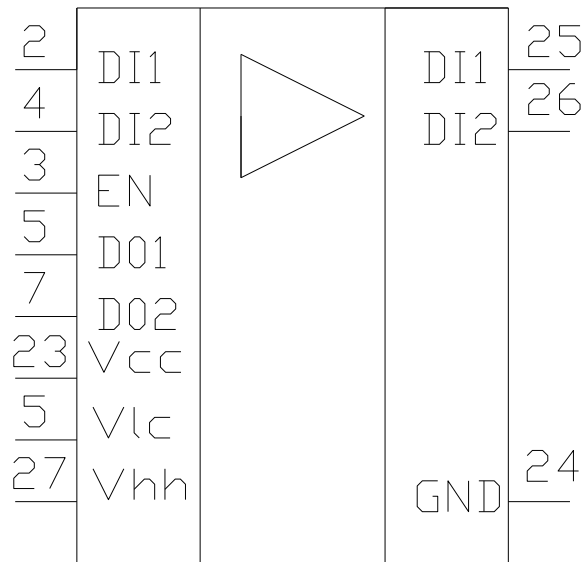 2 DI1 DI1 25
4 DI2 DI2 26
3 EN
5 DO1
7 DO2
23 Vcc
5 Vlc
27 Vhh GND 24